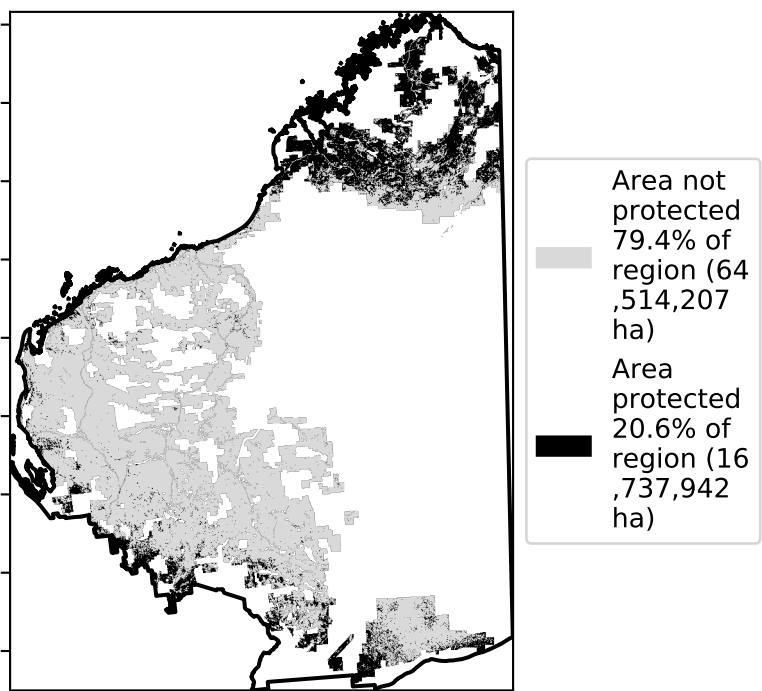 Area not
protected
79.4% of
region (64
,514,207
ha)
Area
protected
20.6% of
region (16
,737,942
ha)